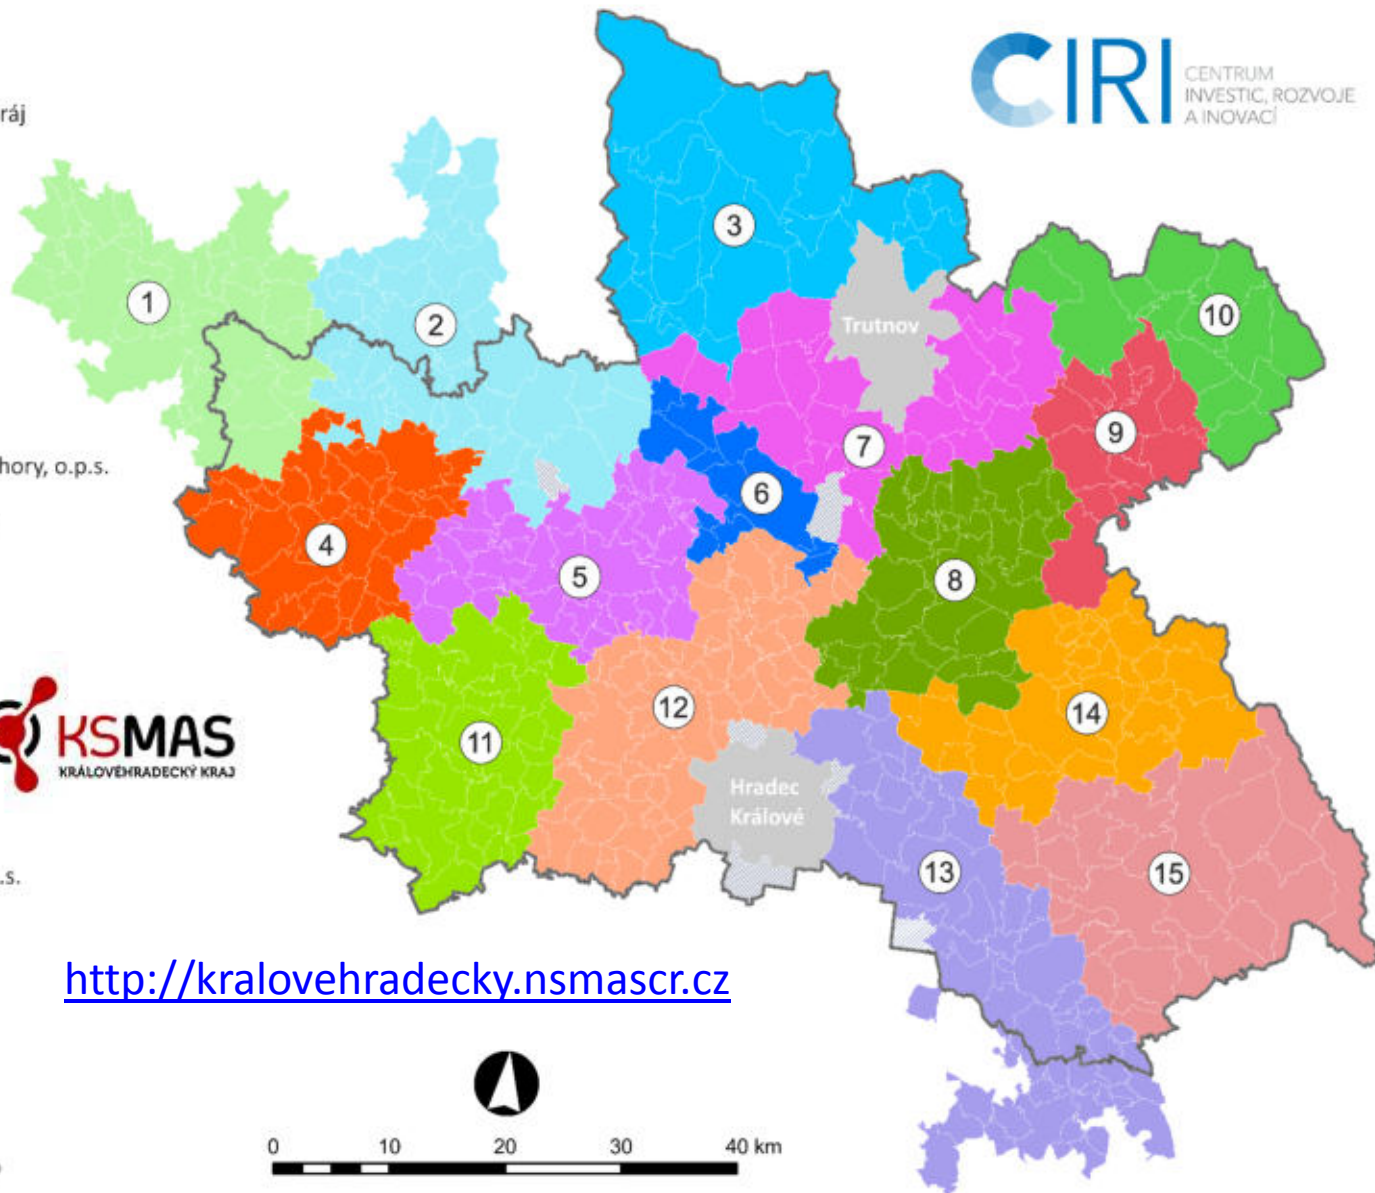 CIRI
CENTRUM
INVESTIC, ROZVOJE
A INOVACÍ
ráj
3
1
2
10
Trutnov
9
7
hory, o.p.s.
6
4
5
8
12
14
11
KSMAS
KRÁLOVÉHRADECKÝ KRAJ
Hradec
Králové
13
15
.s.
http://kralovehradecky.nsmascr.cz
0 10 20 30 40 km